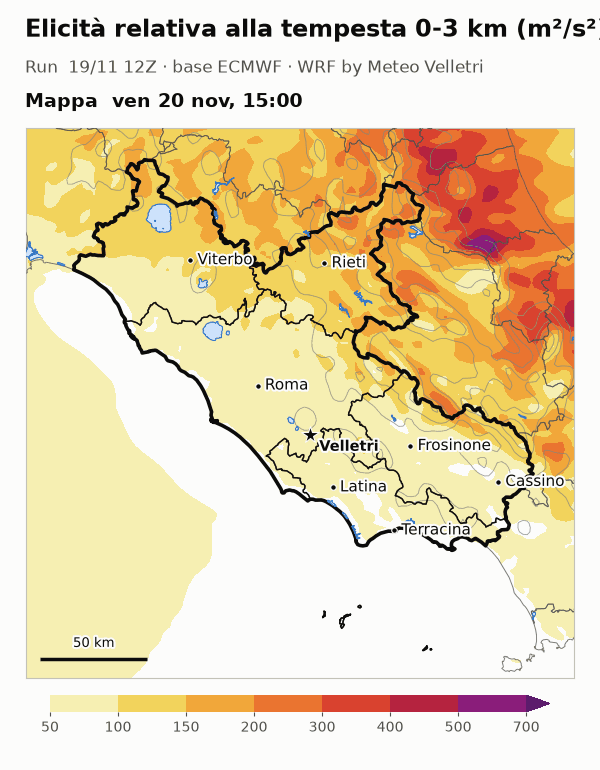 Elicità relativa alla tempesta 0-3 km (m²/s²)
Run  19/11 12Z · base ECMWF · WRF by Meteo Velletri
Mappa  ven 20 nov, 15:00
Viterbo
Rieti
Roma
Velletri
Frosinone
Cassino
Latina
Terracina
50 km
50 100 150 200 300 400 500 700